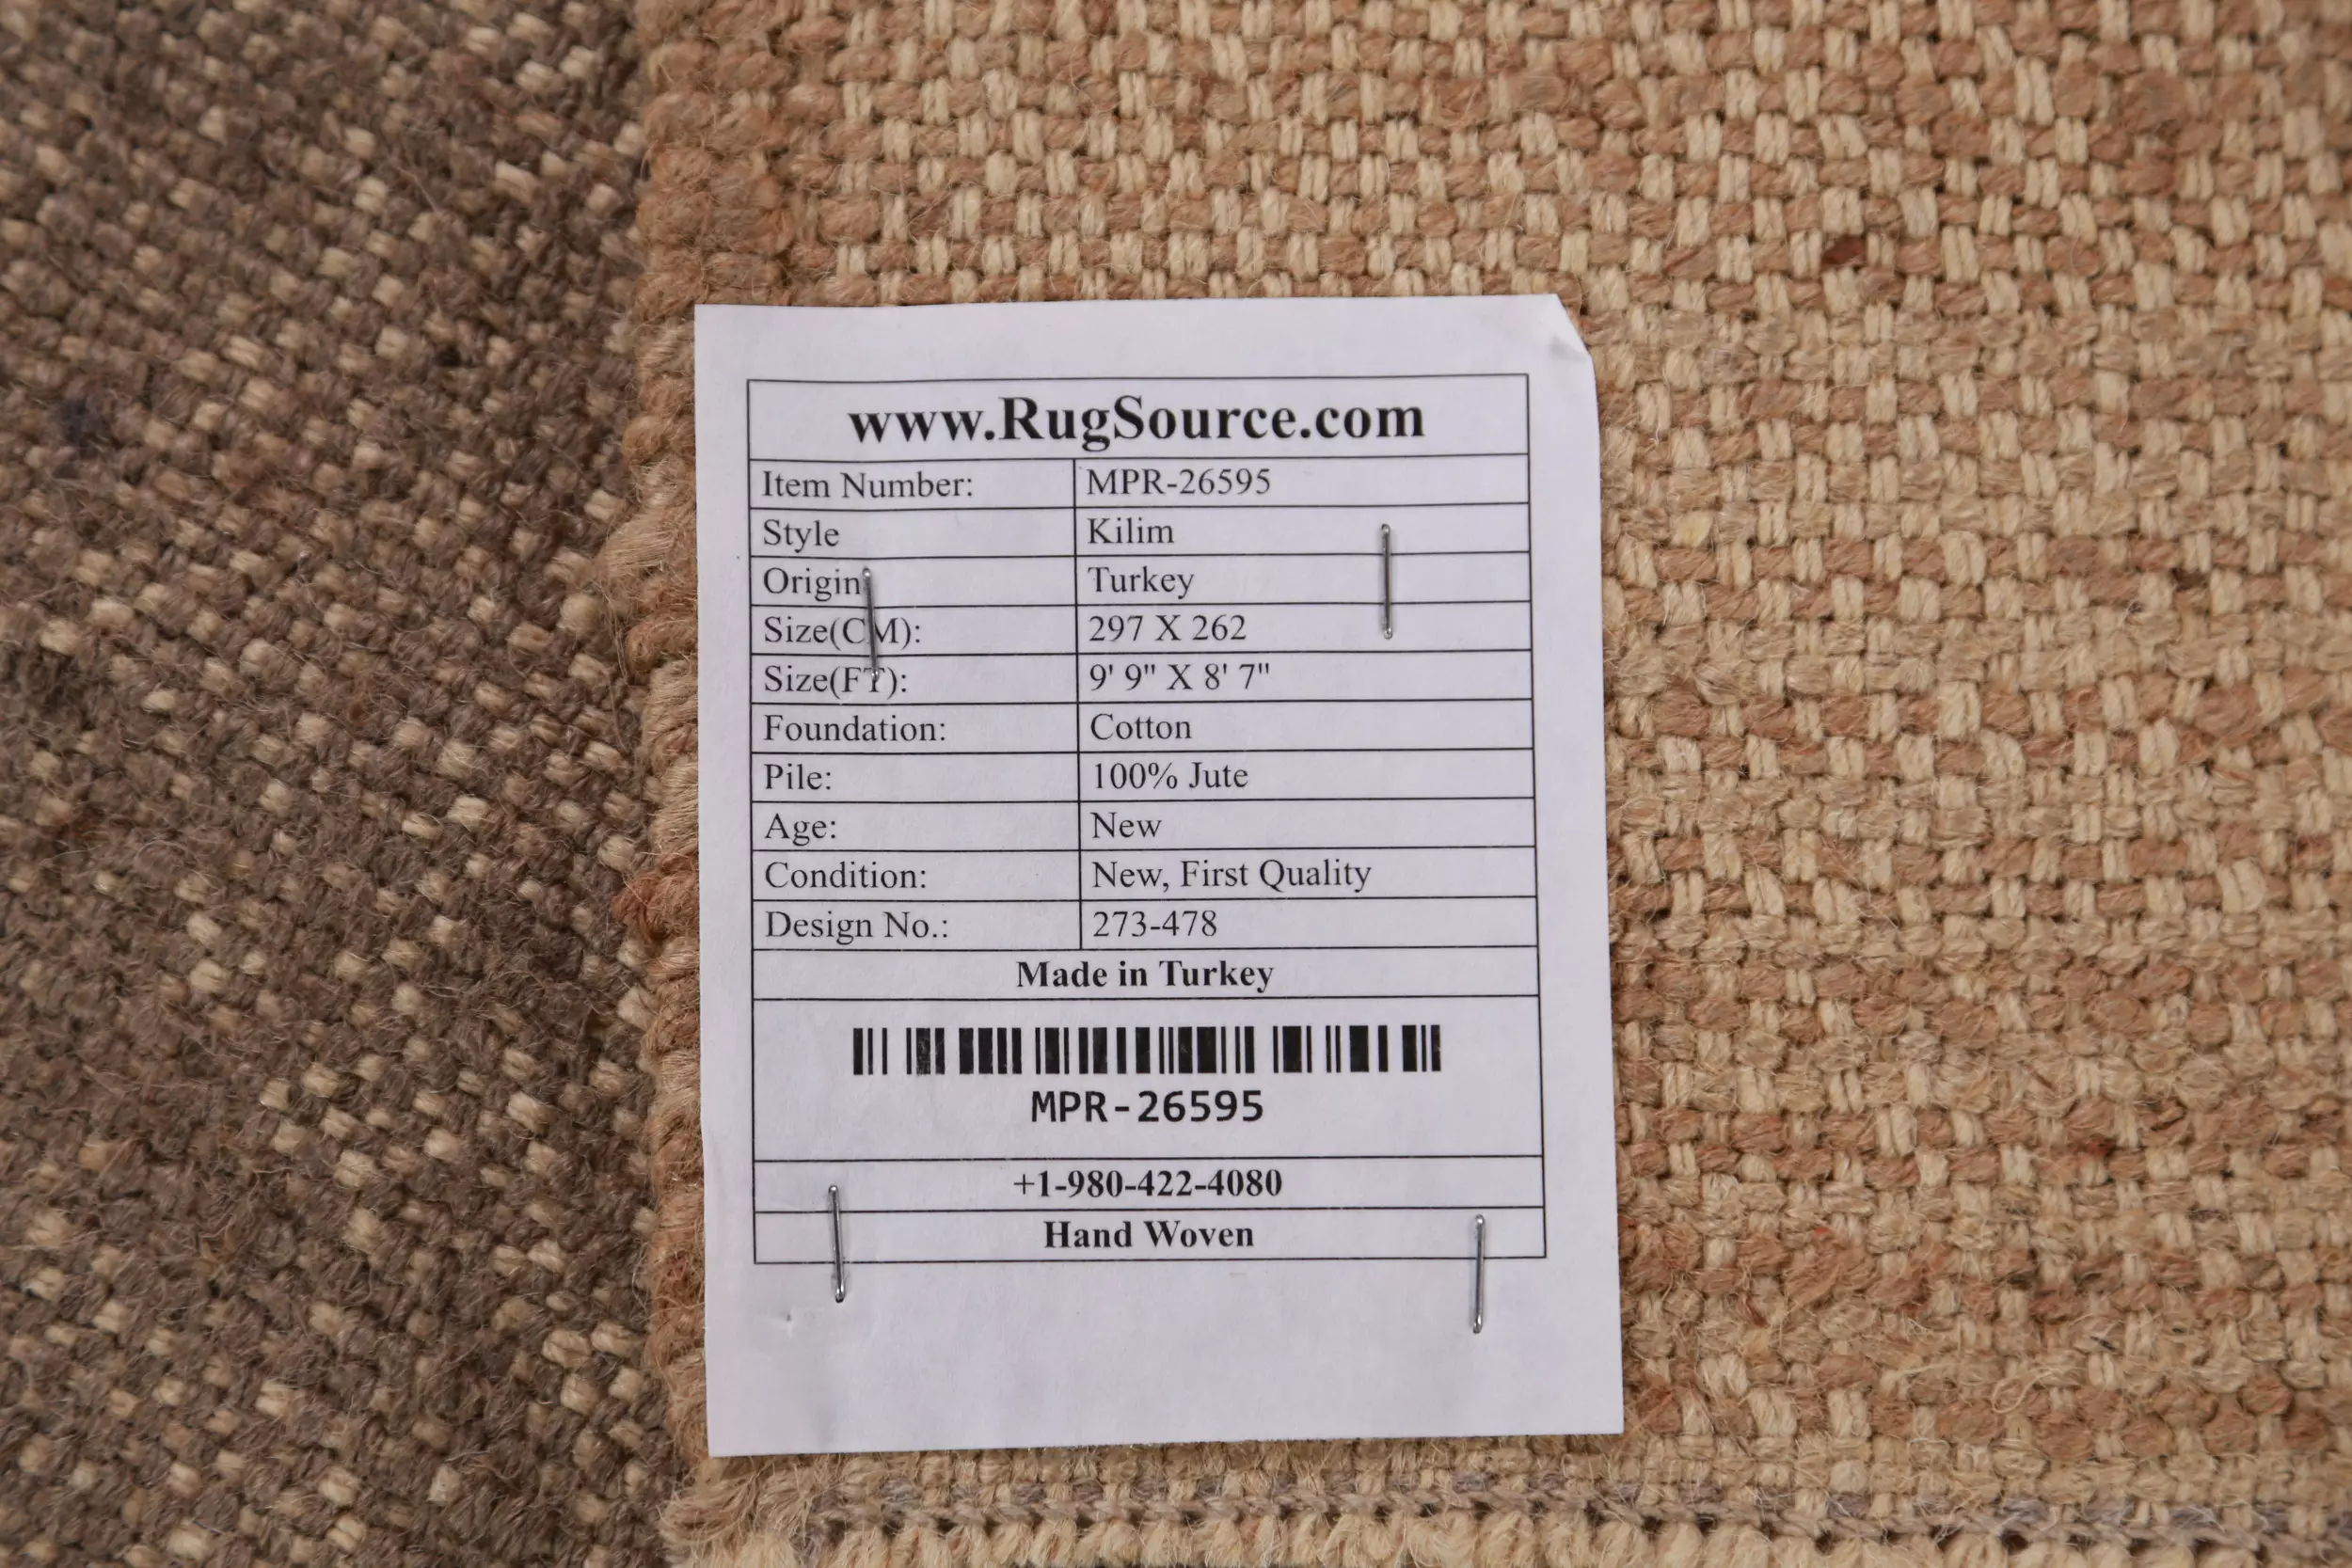 www.RugSource.com
Item Number: MPR-26595
Style Kilim
Origin Turkey
Size(CM): 297 X 262
Size(FT): 9' 9" X 8' 7"
Foundation: Cotton
Pile: 100% Jute
Age: New
Condition: New, First Quality
Design No.: 273-478
Made in Turkey
MPR-26595
+1-980-422-4080
Hand Woven